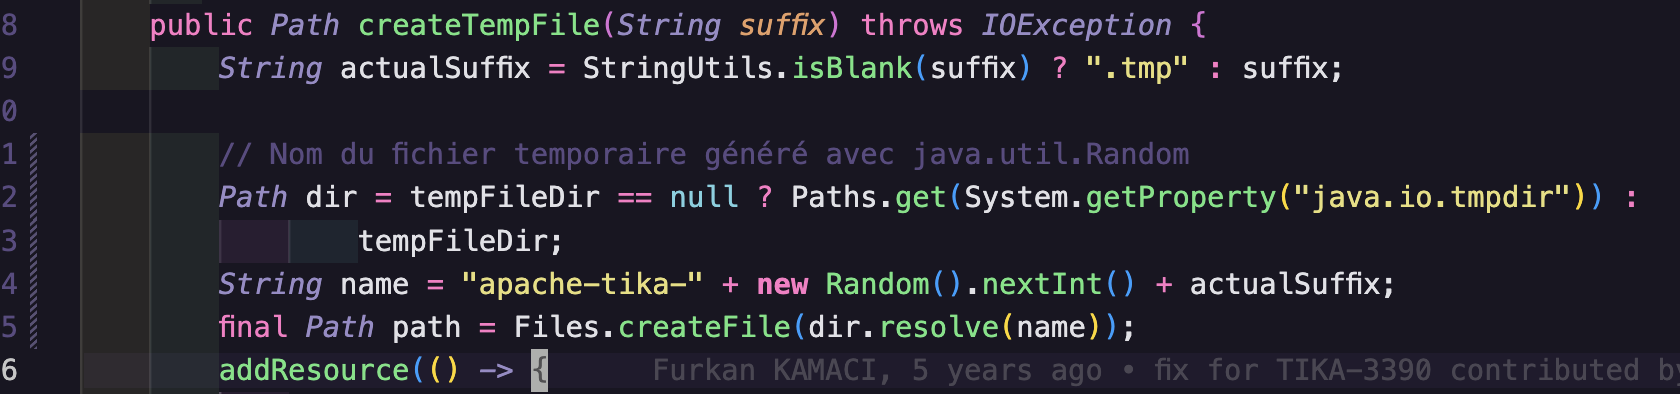 8 public Path createTempFile(String suffix) throws IOException {
9 String actualSuffix = StringUtils.isBlank(suffix) ? ".tmp" : suffix;
0
1 // Nom du fichier temporaire généré avec java.util.Random
2 Path dir = tempFileDir == null ? Paths.get(System.getProperty("java.io.tmpdir")) :
3 tempFileDir;
4 String name = "apache-tika-" + new Random().nextInt() + actualSuffix;
5 final Path path = Files.createFile(dir.resolve(name));
6 addResource(() -> { Furkan KAMACI, 5 years ago • fix for TIKA-3390 contributed by